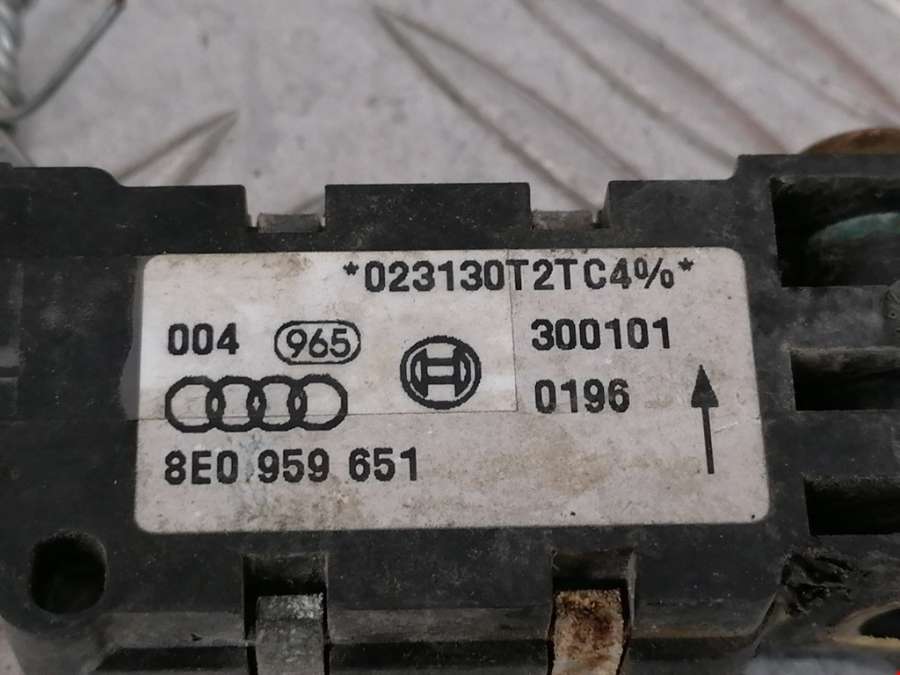 *023130T2TC4%*
004 965 300101
0196
8E0 959 651